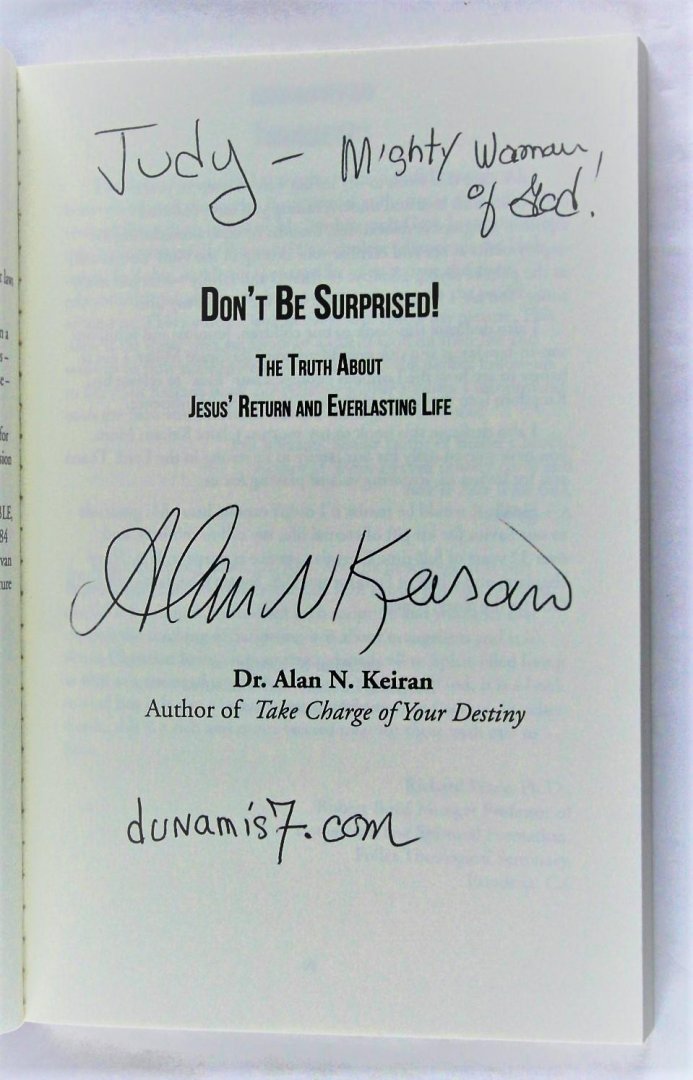 Judy - Mighty Woman
of God!
DON'T BE SURPRISED!
THE TRUTH ABOUT
JESUS' RETURN AND EVERLASTING LIFE
Alan N Keiran
Dr. Alan N. Keiran
Author of Take Charge of Your Destiny
dunamis7.com